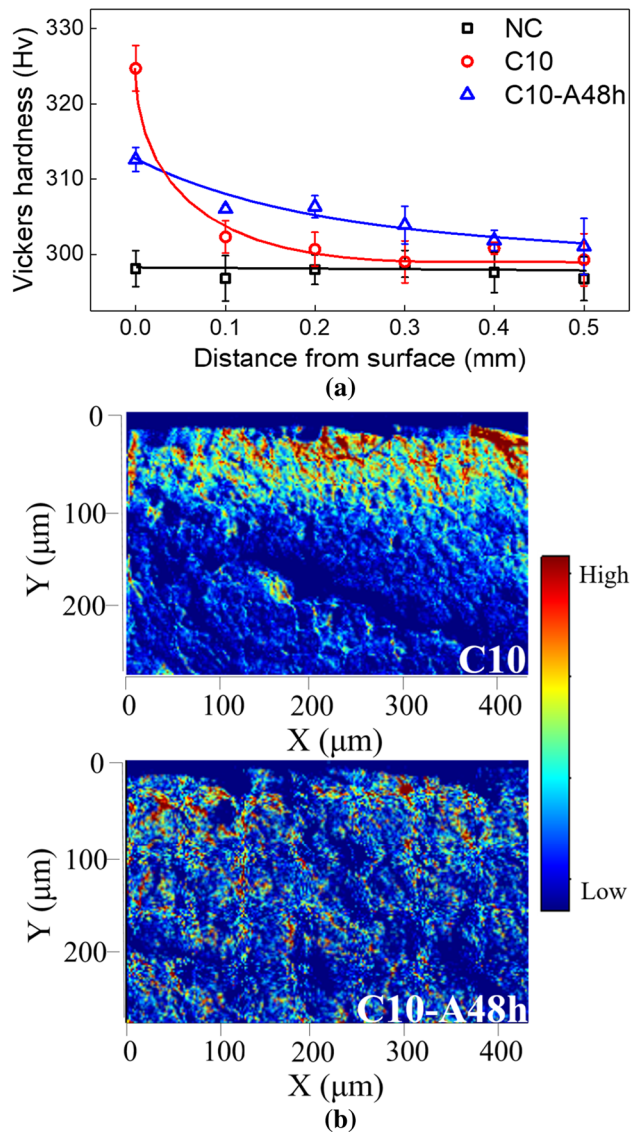 330
320
310
300
Vickers hardness (Hv)
NC
C10
C10-A48h
0.0 0.1 0.2 0.3 0.4 0.5
Distance from surface (mm)
(a)
0
100
200
Y (μm)
C10
0 100 200 300 400
X (μm)
High
Low
0
100
200
Y (μm)
C10-A48h
0 100 200 300 400
X (μm)
(b)